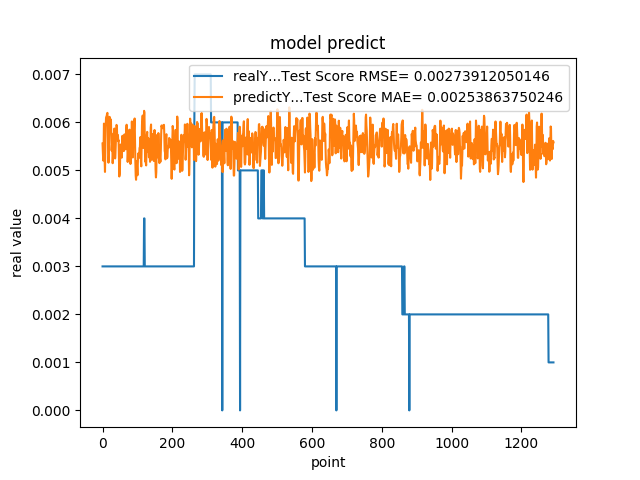 model predict
realY...Test Score RMSE= 0.00273912050146
predictY...Test Score MAE= 0.00253863750246
0.007
0.006
0.005
0.004
0.003
0.002
0.001
0.000
real value
0 200 400 600 800 1000 1200
point